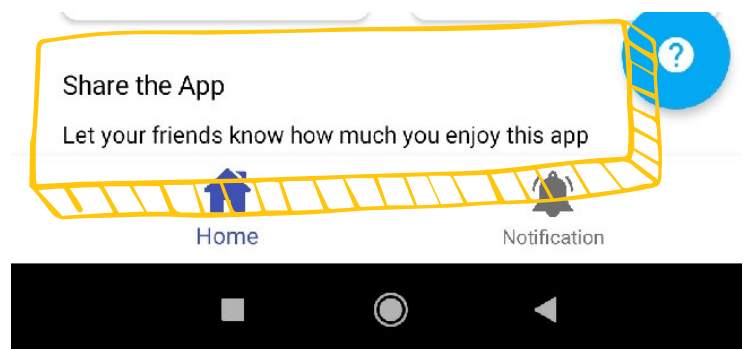 ?
Share the App
Let your friends know how much you enjoy this app
Home
Notification